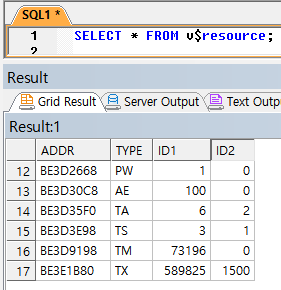 SQL1 *
1 SELECT * FROM v$resource;
2
Result
Grid Result Server Output Text Outp
Result:1
ADDR TYPE ID1 ID2
12 BE3D2668 PW 1 0
13 BE3D30C8 AE 100 0
14 BE3D35F0 TA 6 2
15 BE3D3E98 TS 3 1
16 BE3D9198 TM 73196 0
17 BE3E1B80 TX 589825 1500